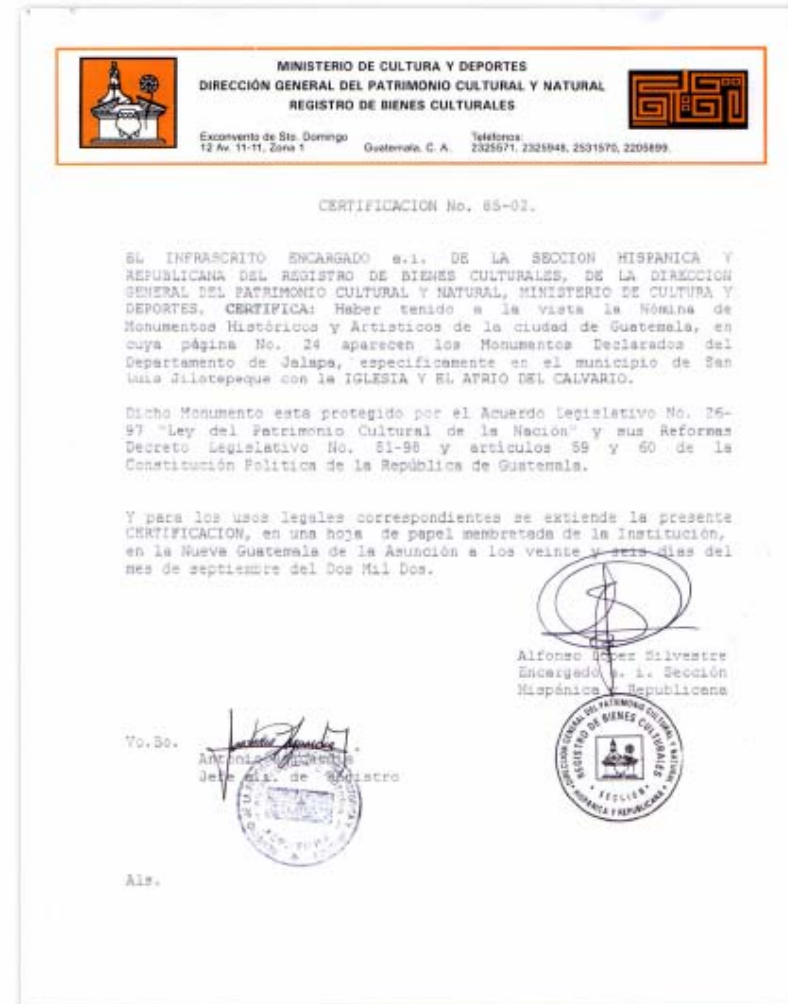 MINISTERIO DE CULTURA Y DEPORTES
DIRECCIÓN GENERAL DEL PATRIMONIO CULTURAL Y NATURAL
REGISTRO DE BIENES CULTURALES
Exconvento de Sto. Domingo
12 Av. 11-11, Zona 1 Guatemala, C. A.
Teléfonos:
2325571, 2325948, 2531570, 2205899.
CERTIFICACION No. 85-02.
EL INFRASCRITO ENCARGADO a.i. DE LA SECCION HISPANICA Y
REPUBLICANA DEL REGISTRO DE BIENES CULTURALES, DE LA DIRECCION
GENERAL DEL PATRIMONIO CULTURAL Y NATURAL, MINISTERIO DE CULTURA Y
DEPORTES, CERTIFICA: Haber tenido a la vista la Nómina de
Monumentos Históricos y Artísticos de la ciudad de Guatemala, en
cuya página No. 24 aparecen los Monumentos Declarados del
Departamento de Jalapa, específicamente en el municipio de San
Luis Jilotepeque con la IGLESIA Y EL ATRIO DEL CALVARIO.
Dicho Monumento esta protegido por el Acuerdo Legislativo No. 26-
97 "Ley del Patrimonio Cultural de la Nación" y sus Reformas
Decreto Legislativo No. 81-98 y artículos 59 y 60 de la
Constitución Política de la República de Guatemala.
Y para los usos legales correspondientes se extiende la presente
CERTIFICACION, en una hoja de papel membretada de la Institución,
en la Nueva Guatemala de la Asunción a los veinte y seis días del
mes de septiembre del Dos Mil Dos.
Alfonso López Silvestre
Encargado a. i. Sección
Hispánica y Republicana
DIRECCIÓN GENERAL DEL PATRIMONIO CULTURAL Y NATURAL
REGISTRO DE BIENES CULTURALES
SECCIÓN
HISPANICA Y REPUBLICANA
Vo.Bo.
Antonio
Jefe a.i. de Registro
Als.